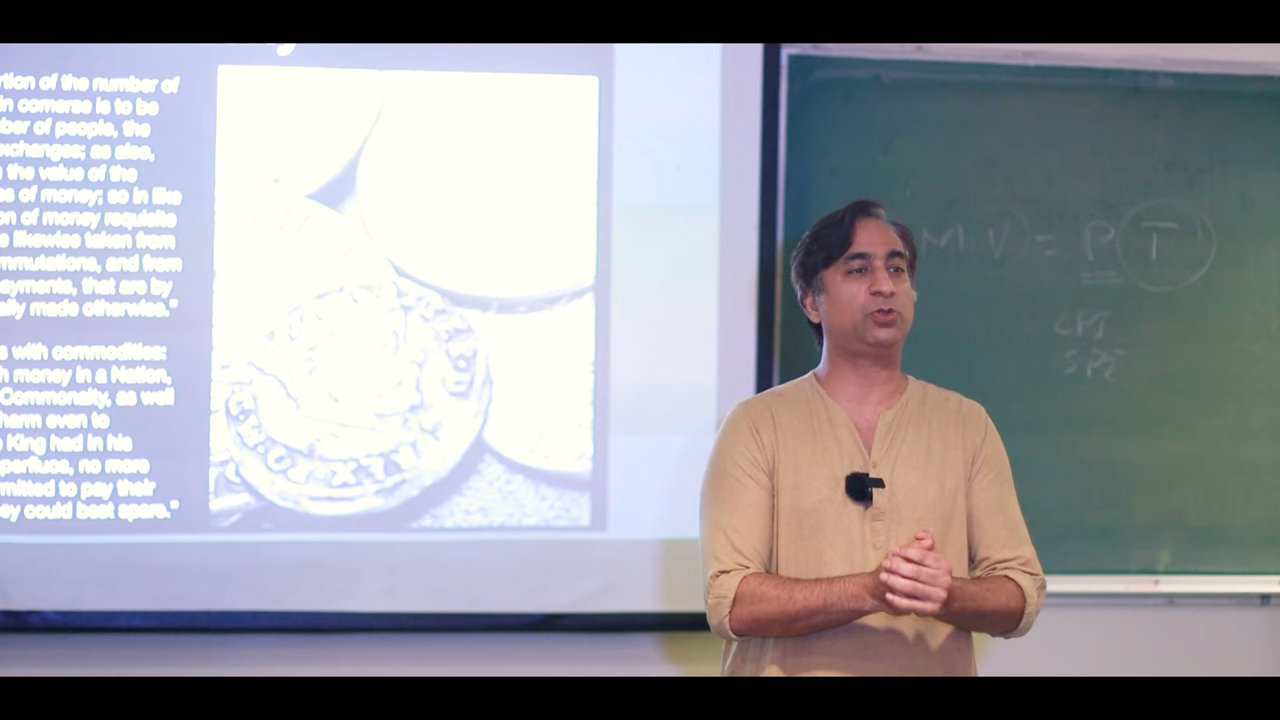 rtion of the number of
in comerse is to be
ber of people, the
xchanges; as also,
the value of the
s of money; so in like
on of money requisite
likewise taken from
mmutations, and from
ayments, that are by
ally made otherwise."
s with commodities:
h money in a Nation,
Commonality, as well
harm even to
King had in his
perfluos, no more
mitted to pay their
ey could best spare."
M V = P T
CPI